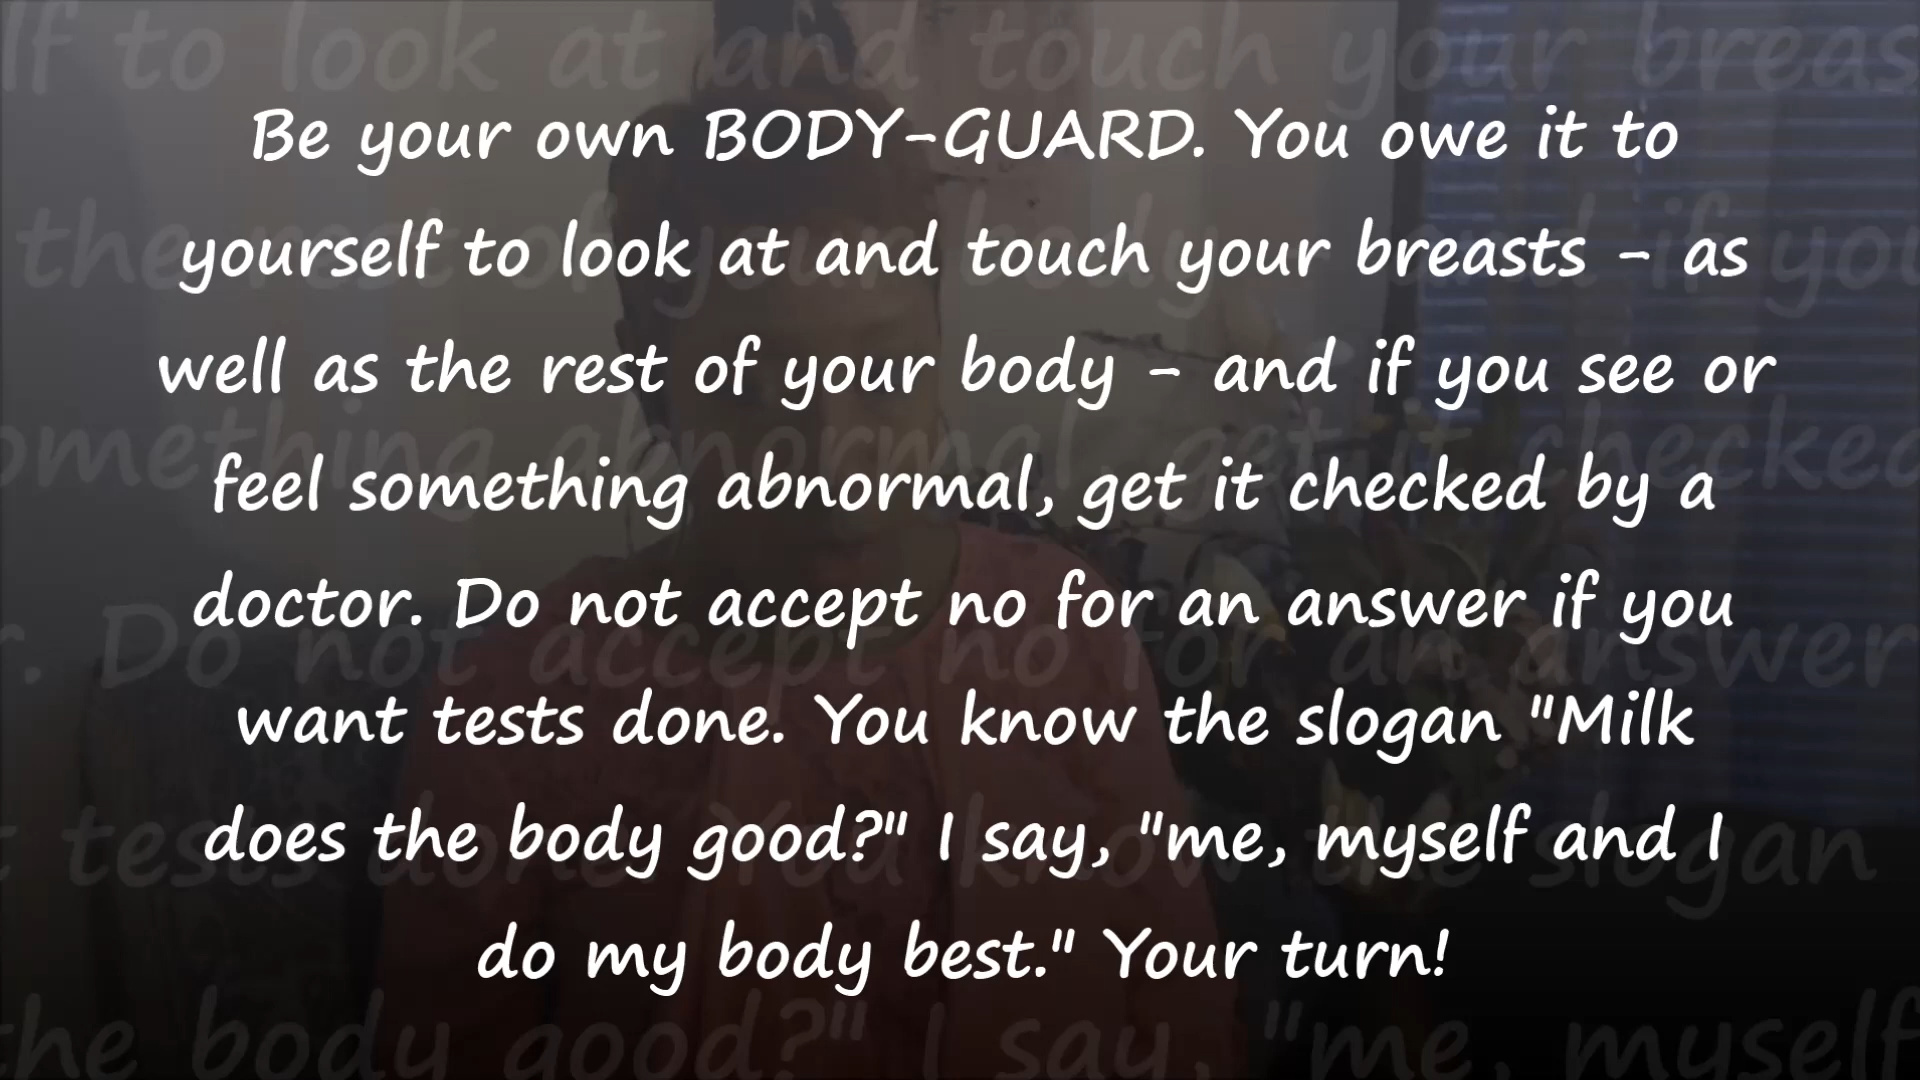 Be your own BODY-GUARD. You owe it to
yourself to look at and touch your breasts - as
well as the rest of your body - and if you see or
feel something abnormal, get it checked by a
doctor. Do not accept no for an answer if you
want tests done. You know the slogan "Milk
does the body good?" I say, "me, myself and I
do my body best." Your turn!